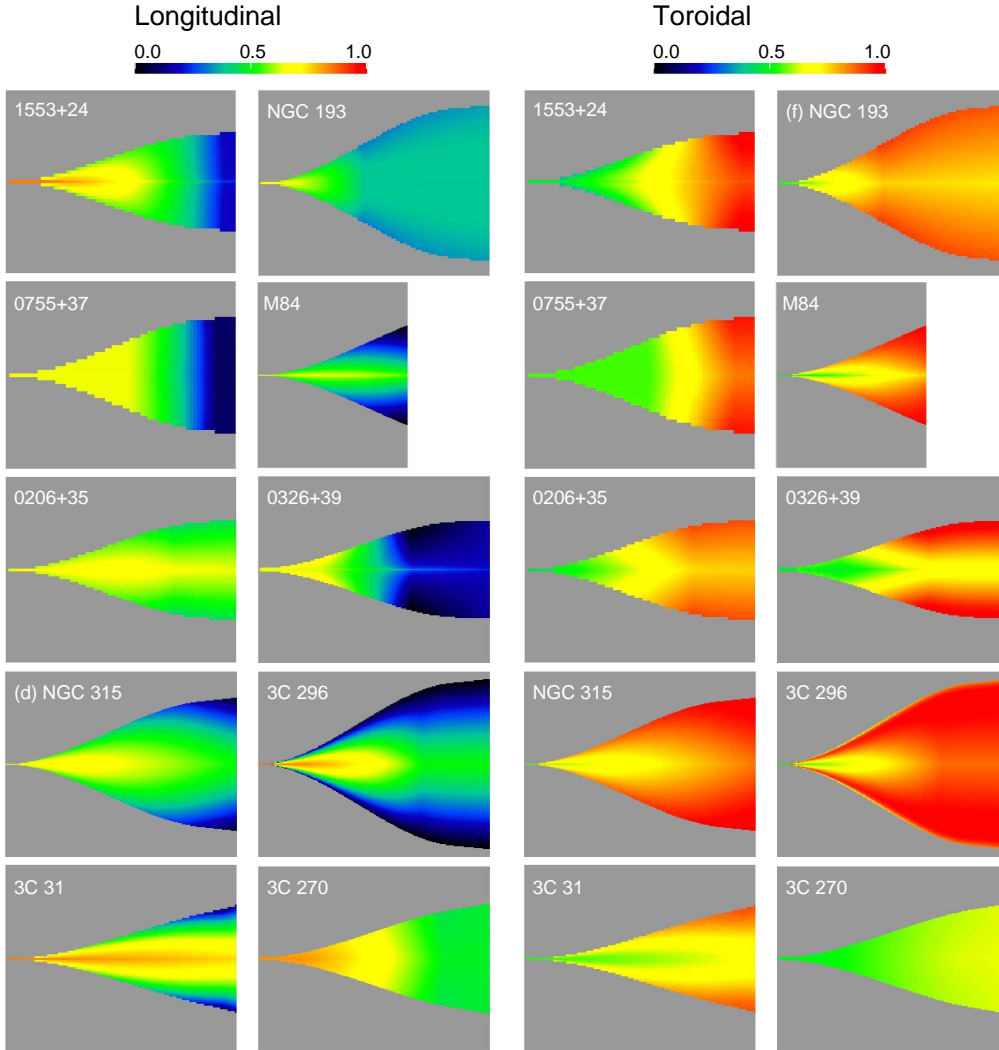 Longitudinal Toroidal
0.0 0.5 1.0 0.0 0.5 1.0
1553+24 NGC 193 1553+24 (f) NGC 193
0755+37 M84 0755+37 M84
0206+35 0326+39 0206+35 0326+39
(d) NGC 315 3C 296 NGC 315 3C 296
3C 31 3C 270 3C 31 3C 270